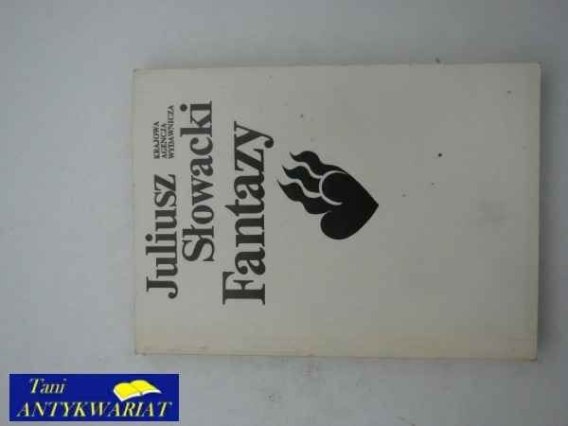 Juliusz
KRAJOWA
AGENCJA
WYDAWNICZA
Słowacki
Fantazy
Tani
ANTYKWARIAT